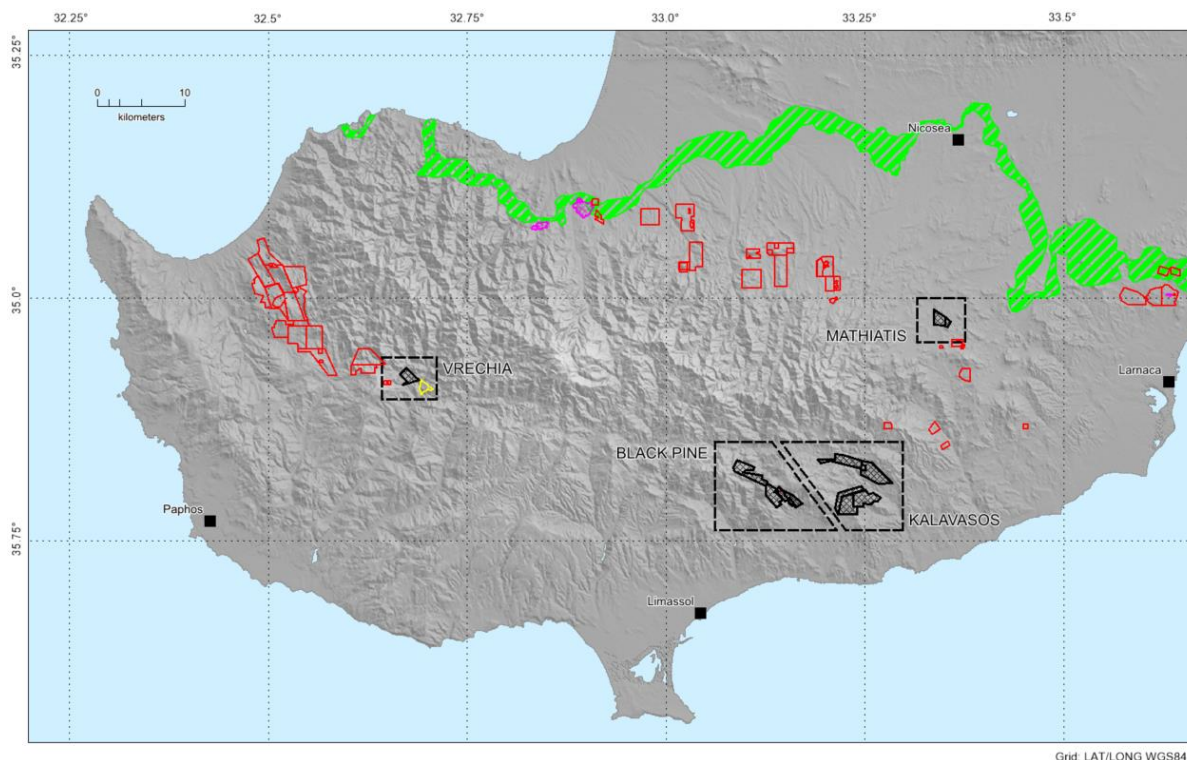 32.25° 32.5° 32.75° 33.0° 33.25° 33.5°
35.25°
0 10
kilometers
Nicosea
35.0°
MATHIATIS
VRECHIA
Larnaca
BLACK PINE
Paphos
KALAVASOS
35.75°
Limassol
Grid: LAT/LONG WGS84